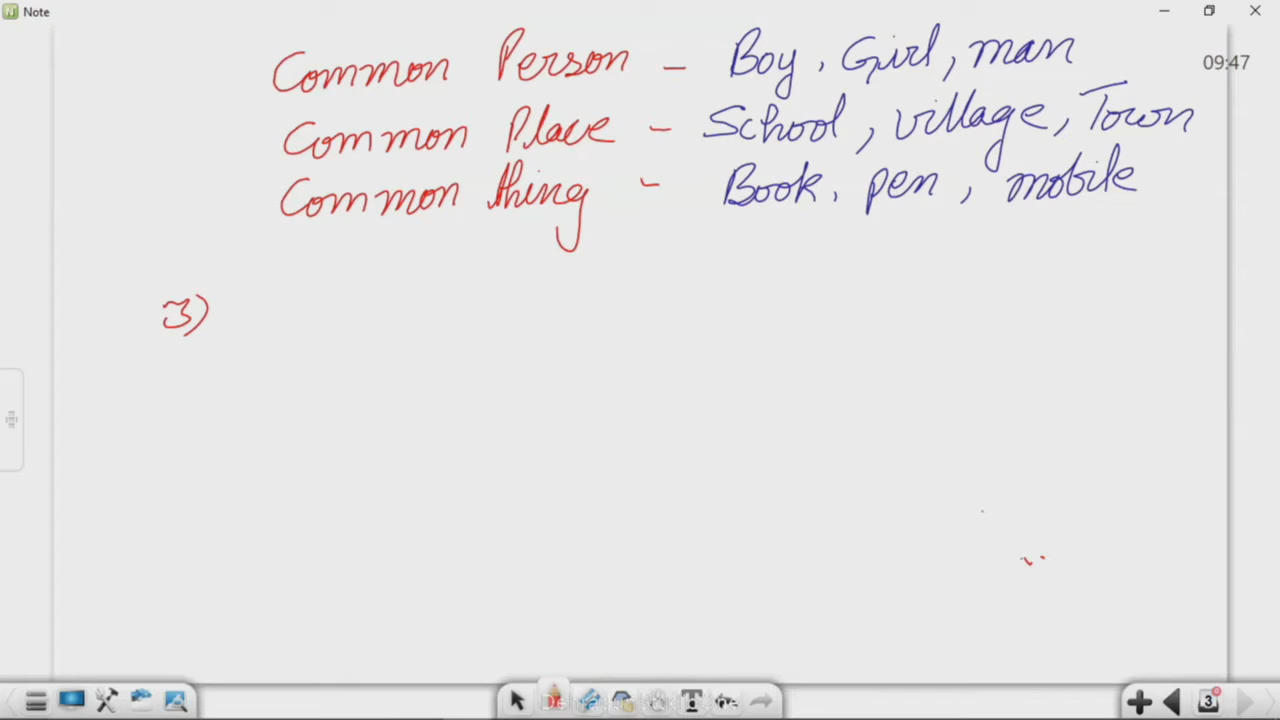 Note
Common Person - Boy, Girl, man
09:47
Common Place - School, village, Town
Common thing - Book, pen, mobile
3)
3